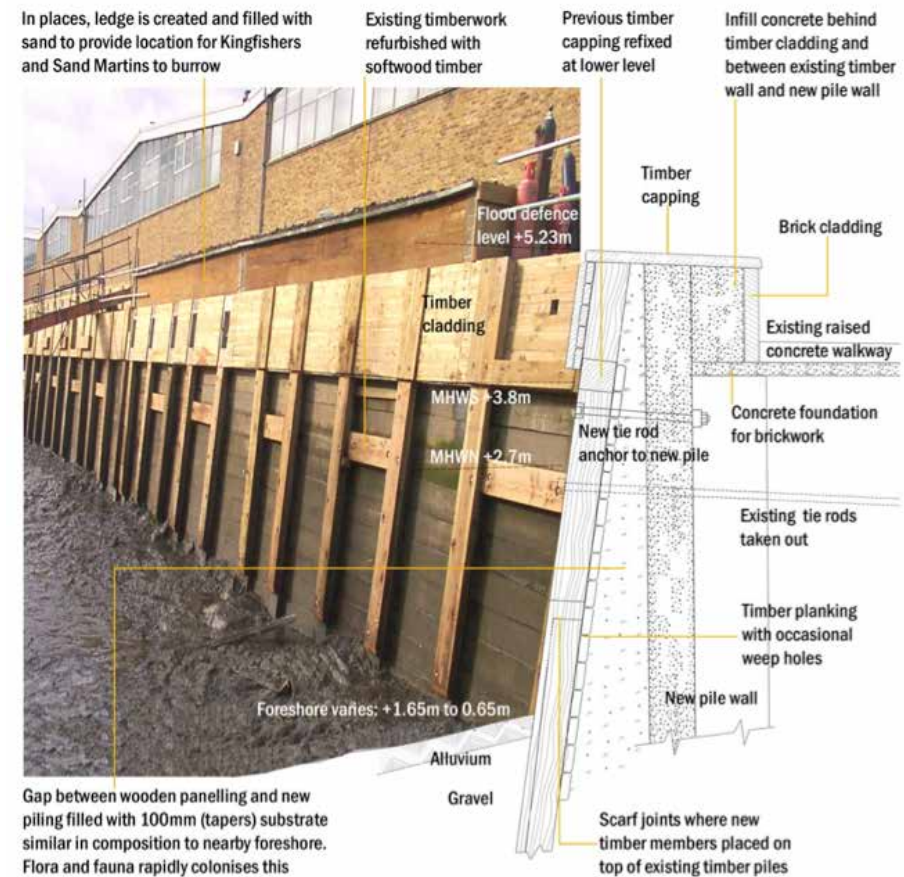 In places, ledge is created and filled with
sand to provide location for Kingfishers
and Sand Martins to burrow
Existing timberwork
refurbished with
softwood timber
Previous timber
capping refixed
at lower level
Infill concrete behind
timber cladding and
between existing timber
wall and new pile wall
Timber
capping
Brick cladding
Flood defence
level +5.23m
Timber
cladding
Existing raised
concrete walkway
MHWS +3.8m
Concrete foundation
for brickwork
New tie rod
anchor to new pile
MHWN +2.7m
Existing tie rods
taken out
Timber planking
with occasional
weep holes
New pile wall
Foreshore varies: +1.65m to 0.65m
Alluvium
Gravel
Gap between wooden panelling and new
piling filled with 100mm (tapers) substrate
similar in composition to nearby foreshore.
Flora and fauna rapidly colonises this
Scarf joints where new
timber members placed on
top of existing timber piles